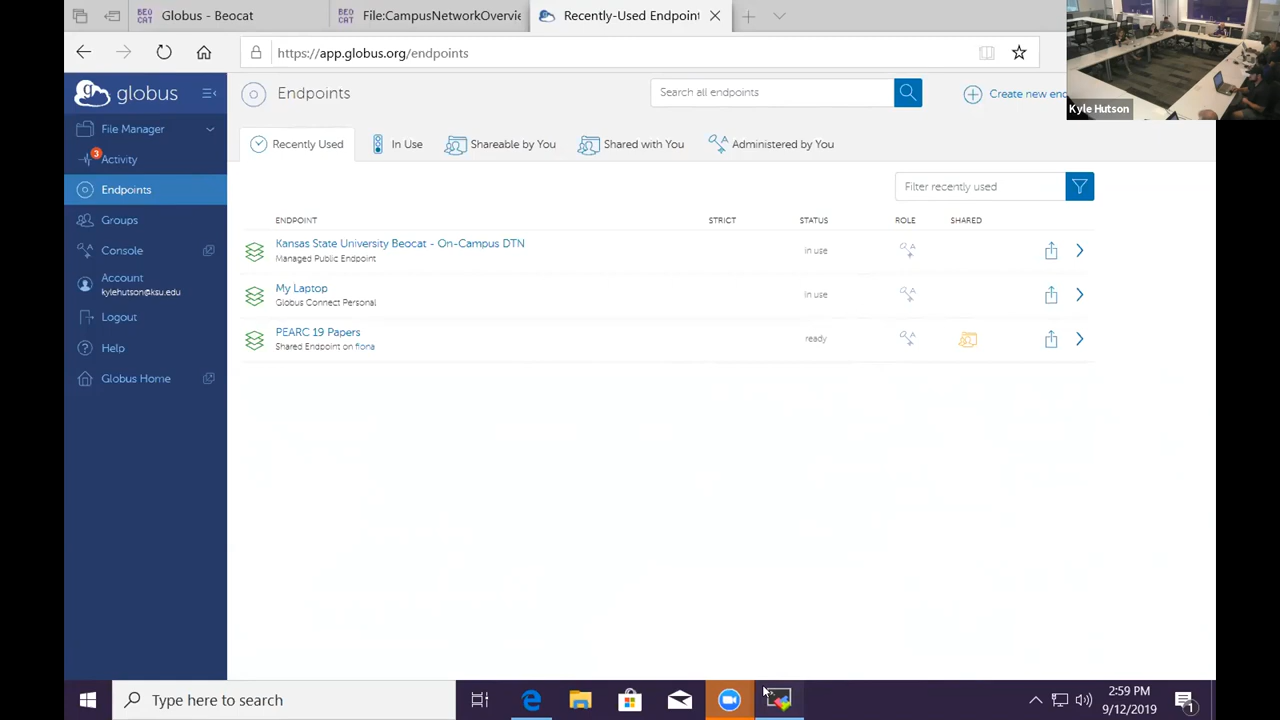 Globus - Beocat
File:CampusNetworkOvervie
Recently-Used Endpoint
https://app.globus.org/endpoints
Kyle Hutson
globus
File Manager
3
Activity
Endpoints
Groups
Console
Account
kylehutson@ksu.edu
Logout
Help
Globus Home
Endpoints
Search all endpoints
Create new end
Recently Used
In Use
Shareable by You
Shared with You
Administered by You
Filter recently used
ENDPOINT STRICT STATUS ROLE SHARED
Kansas State University Beocat - On-Campus DTN
Managed Public Endpoint
in use
My Laptop
Globus Connect Personal
in use
PEARC 19 Papers
Shared Endpoint on fiona
ready
Type here to search
2:59 PM
9/12/2019
1